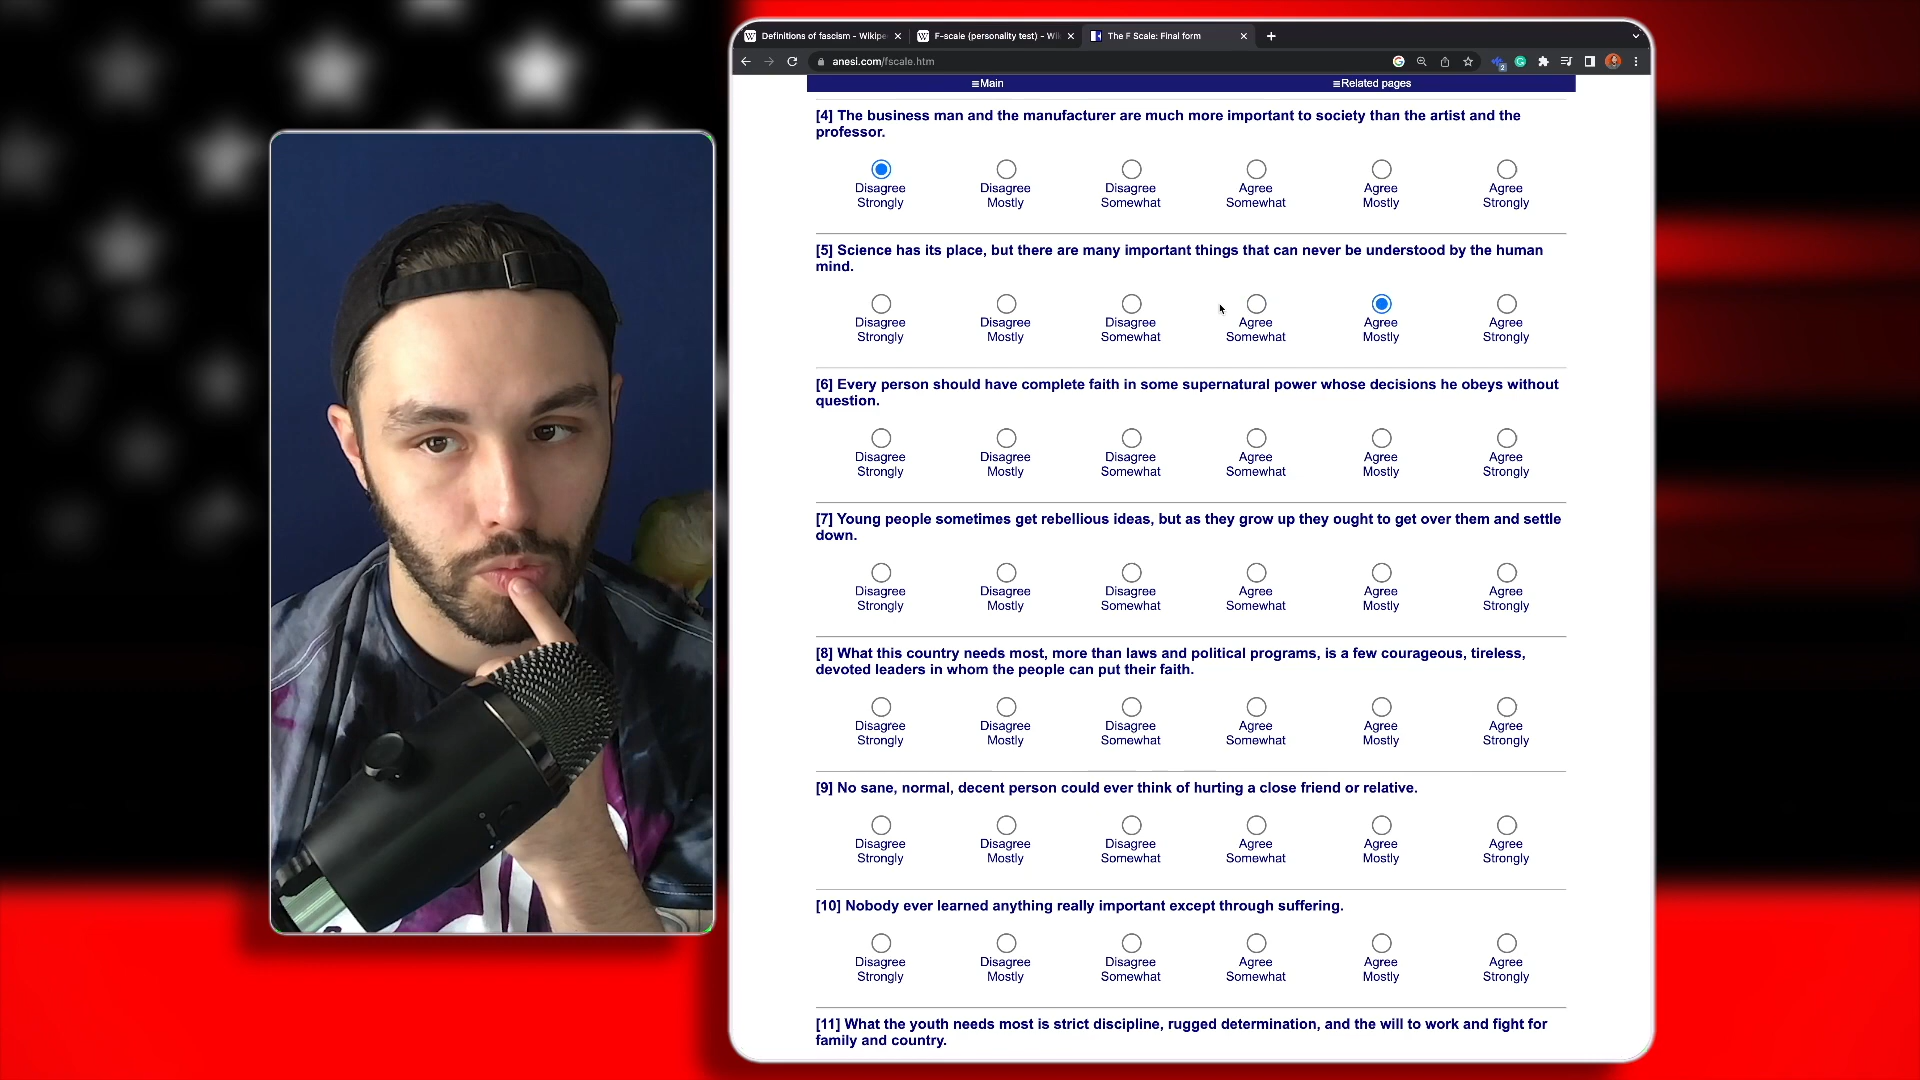 Definitions of fascism - Wikipe
F-scale (personality test) - Wi
The F Scale: Final form
anesi.com/fscale.htm
2
≡Main
≡Related pages
[4] The business man and the manufacturer are much more important to society than the artist and the
professor.
Disagree Strongly
Disagree Mostly
Disagree Somewhat
Agree Somewhat
Agree Mostly
Agree Strongly
[5] Science has its place, but there are many important things that can never be understood by the human
mind.
Disagree Strongly
Disagree Mostly
Disagree Somewhat
Agree Somewhat
Agree Mostly
Agree Strongly
[6] Every person should have complete faith in some supernatural power whose decisions he obeys without
question.
Disagree Strongly
Disagree Mostly
Disagree Somewhat
Agree Somewhat
Agree Mostly
Agree Strongly
[7] Young people sometimes get rebellious ideas, but as they grow up they ought to get over them and settle
down.
Disagree Strongly
Disagree Mostly
Disagree Somewhat
Agree Somewhat
Agree Mostly
Agree Strongly
[8] What this country needs most, more than laws and political programs, is a few courageous, tireless,
devoted leaders in whom the people can put their faith.
Disagree Strongly
Disagree Mostly
Disagree Somewhat
Agree Somewhat
Agree Mostly
Agree Strongly
[9] No sane, normal, decent person could ever think of hurting a close friend or relative.
Disagree Strongly
Disagree Mostly
Disagree Somewhat
Agree Somewhat
Agree Mostly
Agree Strongly
[10] Nobody ever learned anything really important except through suffering.
Disagree Strongly
Disagree Mostly
Disagree Somewhat
Agree Somewhat
Agree Mostly
Agree Strongly
[11] What the youth needs most is strict discipline, rugged determination, and the will to work and fight for
family and country.